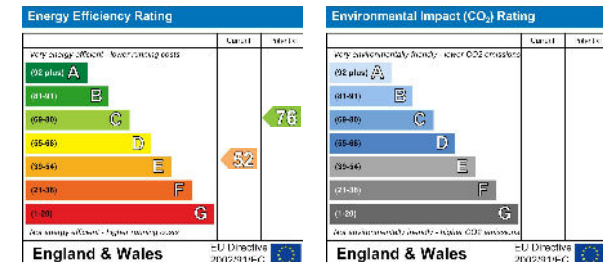 Energy Efficiency Rating
Current
Very energy efficient - lower running costs
(92 plus) A
(81-91) B
(69-80) C
76
(55-68) D
(39-54) E
52
(21-38) F
(1-20) G
Not energy efficient - higher running costs
England & Wales
EU Directive
2002/91/EC
Environmental Impact (CO2) Rating
Current
Very environmentally friendly - lower CO2 emissions
(92 plus) A
(81-91) B
(69-80) C
(55-68) D
(39-54) E
(21-38) F
(1-20) G
Not environmentally friendly - higher CO2 emissions
England & Wales
EU Directive
2002/91/EC